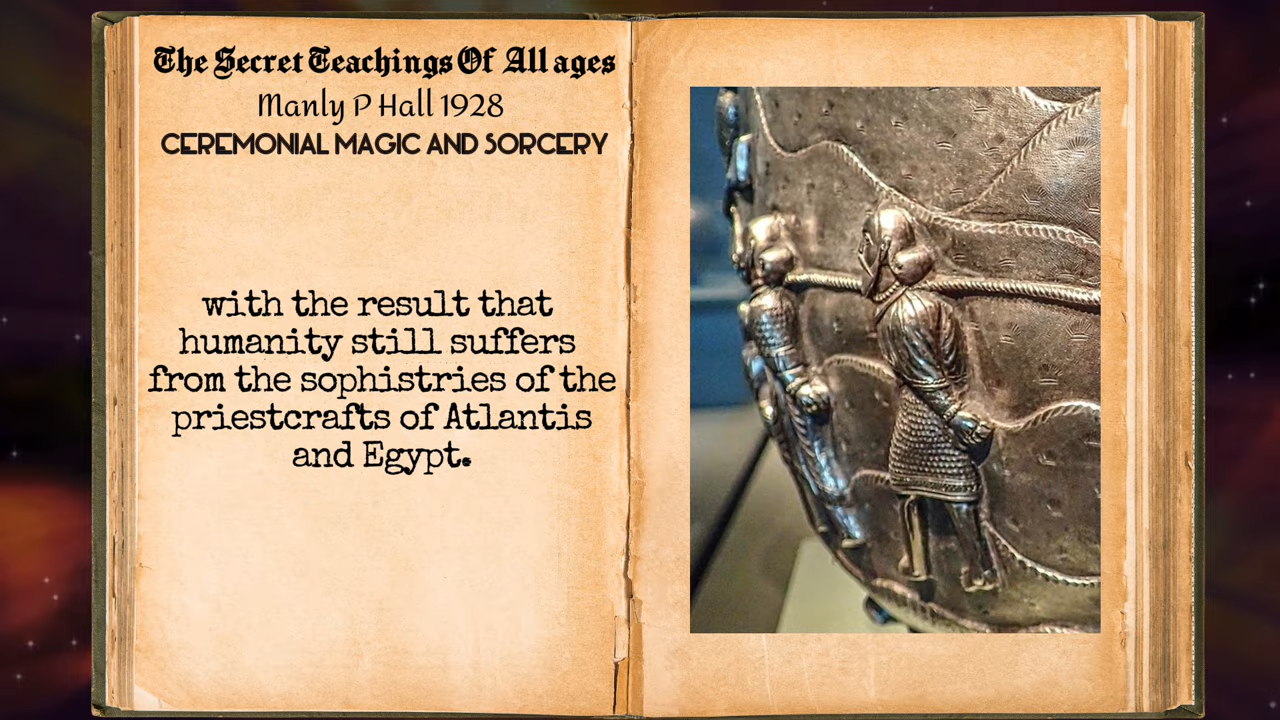 The Secret Teachings Of All ages
Manly P Hall 1928
CEREMONIAL MAGIC AND SORCERY
with the result that
humanity still suffers
from the sophistries of the
priestcrafts of Atlantis
and Egypt.